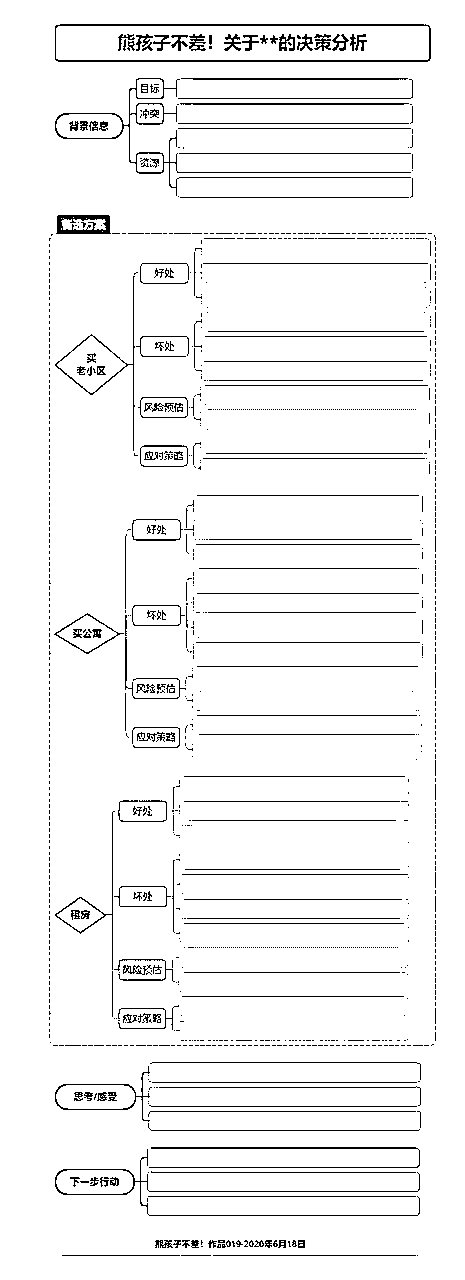 熊孩子不差！关于**的决策分析
背景信息
目标
冲突
资源
备选方案
买
老小区
好处
坏处
风险预估
应对策略
买公寓
好处
坏处
风险预估
应对策略
租房
好处
坏处
风险预估
应对策略
思考/感受
下一步行动
熊孩子不差！作品019-2020年6月18日